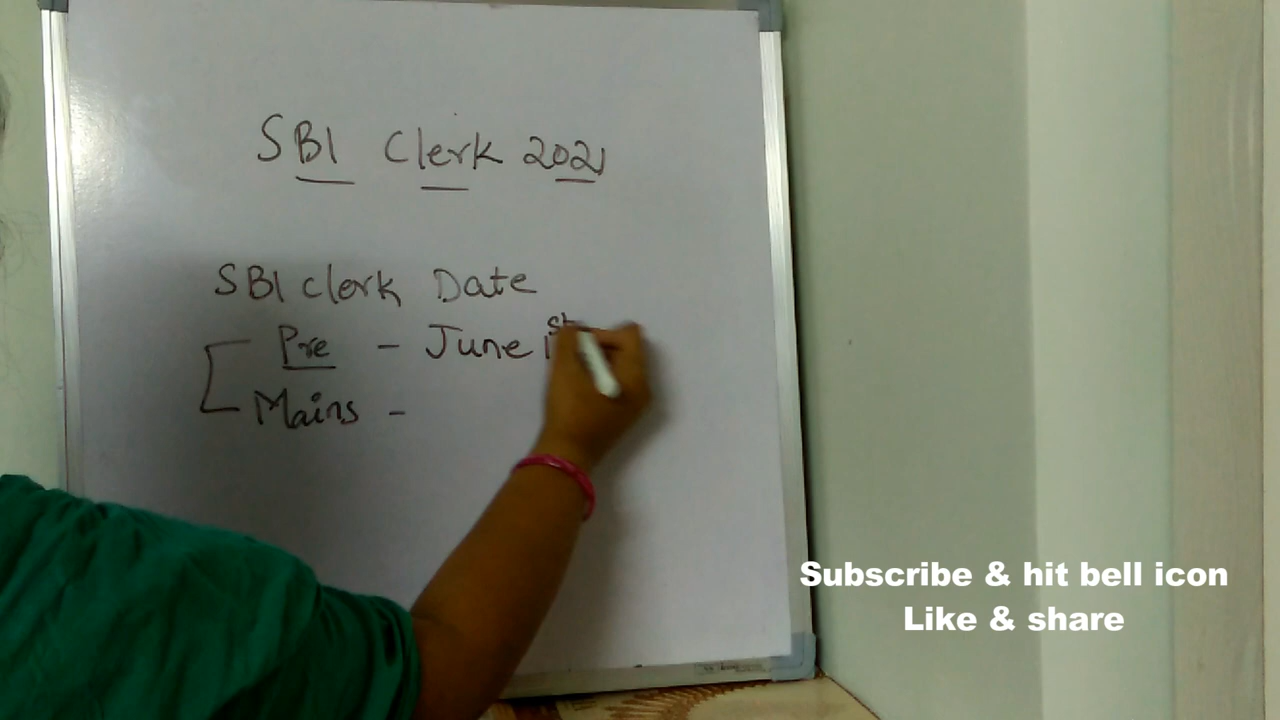 SBI Clerk 2021
SBI clerk Date
Pre - June 1st
Mains -
Subscribe & hit bell icon
Like & share